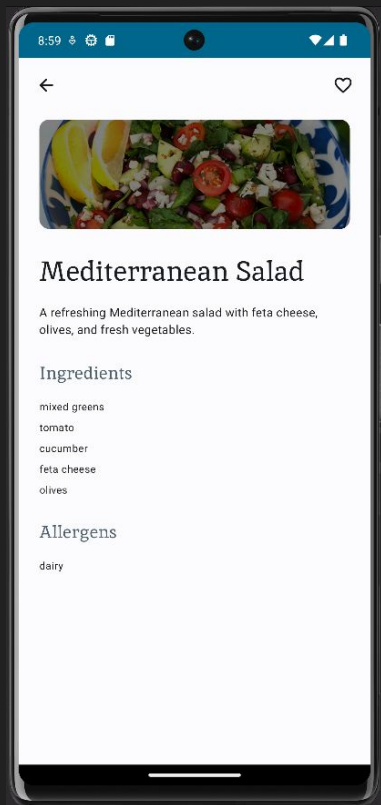 8:59
Mediterranean Salad
A refreshing Mediterranean salad with feta cheese,
olives, and fresh vegetables.
Ingredients
mixed greens
tomato
cucumber
feta cheese
olives
Allergens
dairy